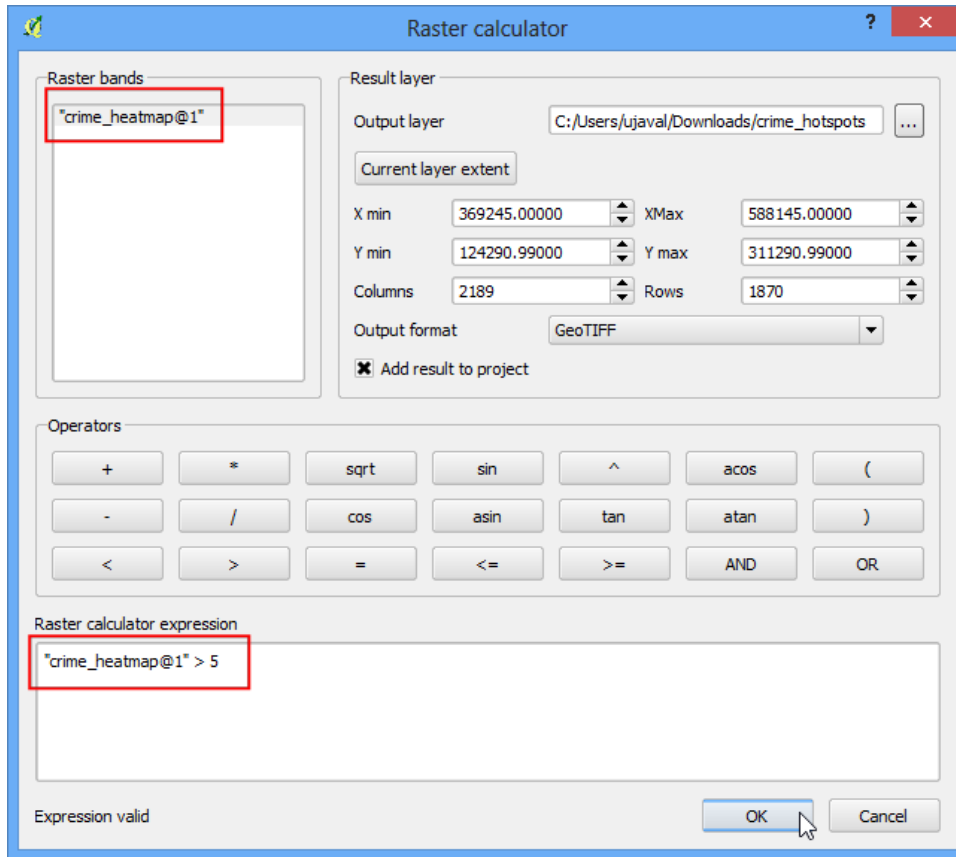 Raster calculator
?
×
Raster bands
"crime_heatmap@1"
Result layer
Output layer C:/Users/ujaval/Downloads/crime_hotspots ...
Current layer extent
X min 369245.00000 XMax 588145.00000
Y min 124290.99000 Y max 311290.99000
Columns 2189 Rows 1870
Output format GeoTIFF
Add result to project
Operators
+ * sqrt sin ^ acos (
- / cos asin tan atan )
< > = <= >= AND OR
Raster calculator expression
"crime_heatmap@1" > 5
Expression valid OK Cancel